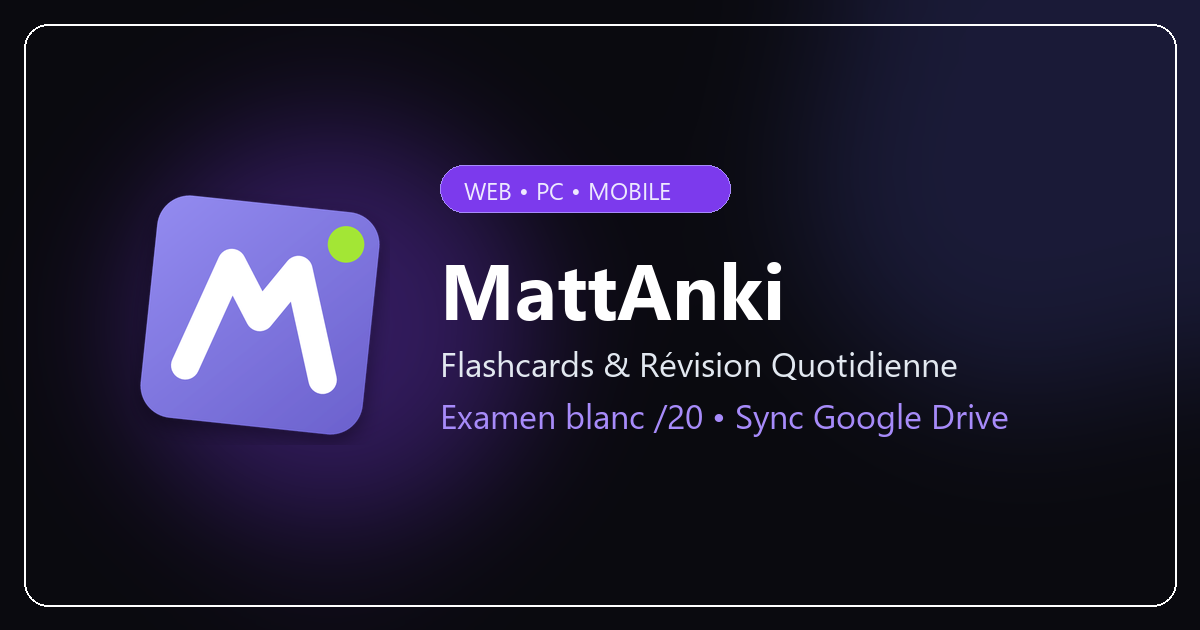 WEB • PC • MOBILE
M
MattAnki
Flashcards & Révision Quotidienne
Examen blanc /20 • Sync Google Drive